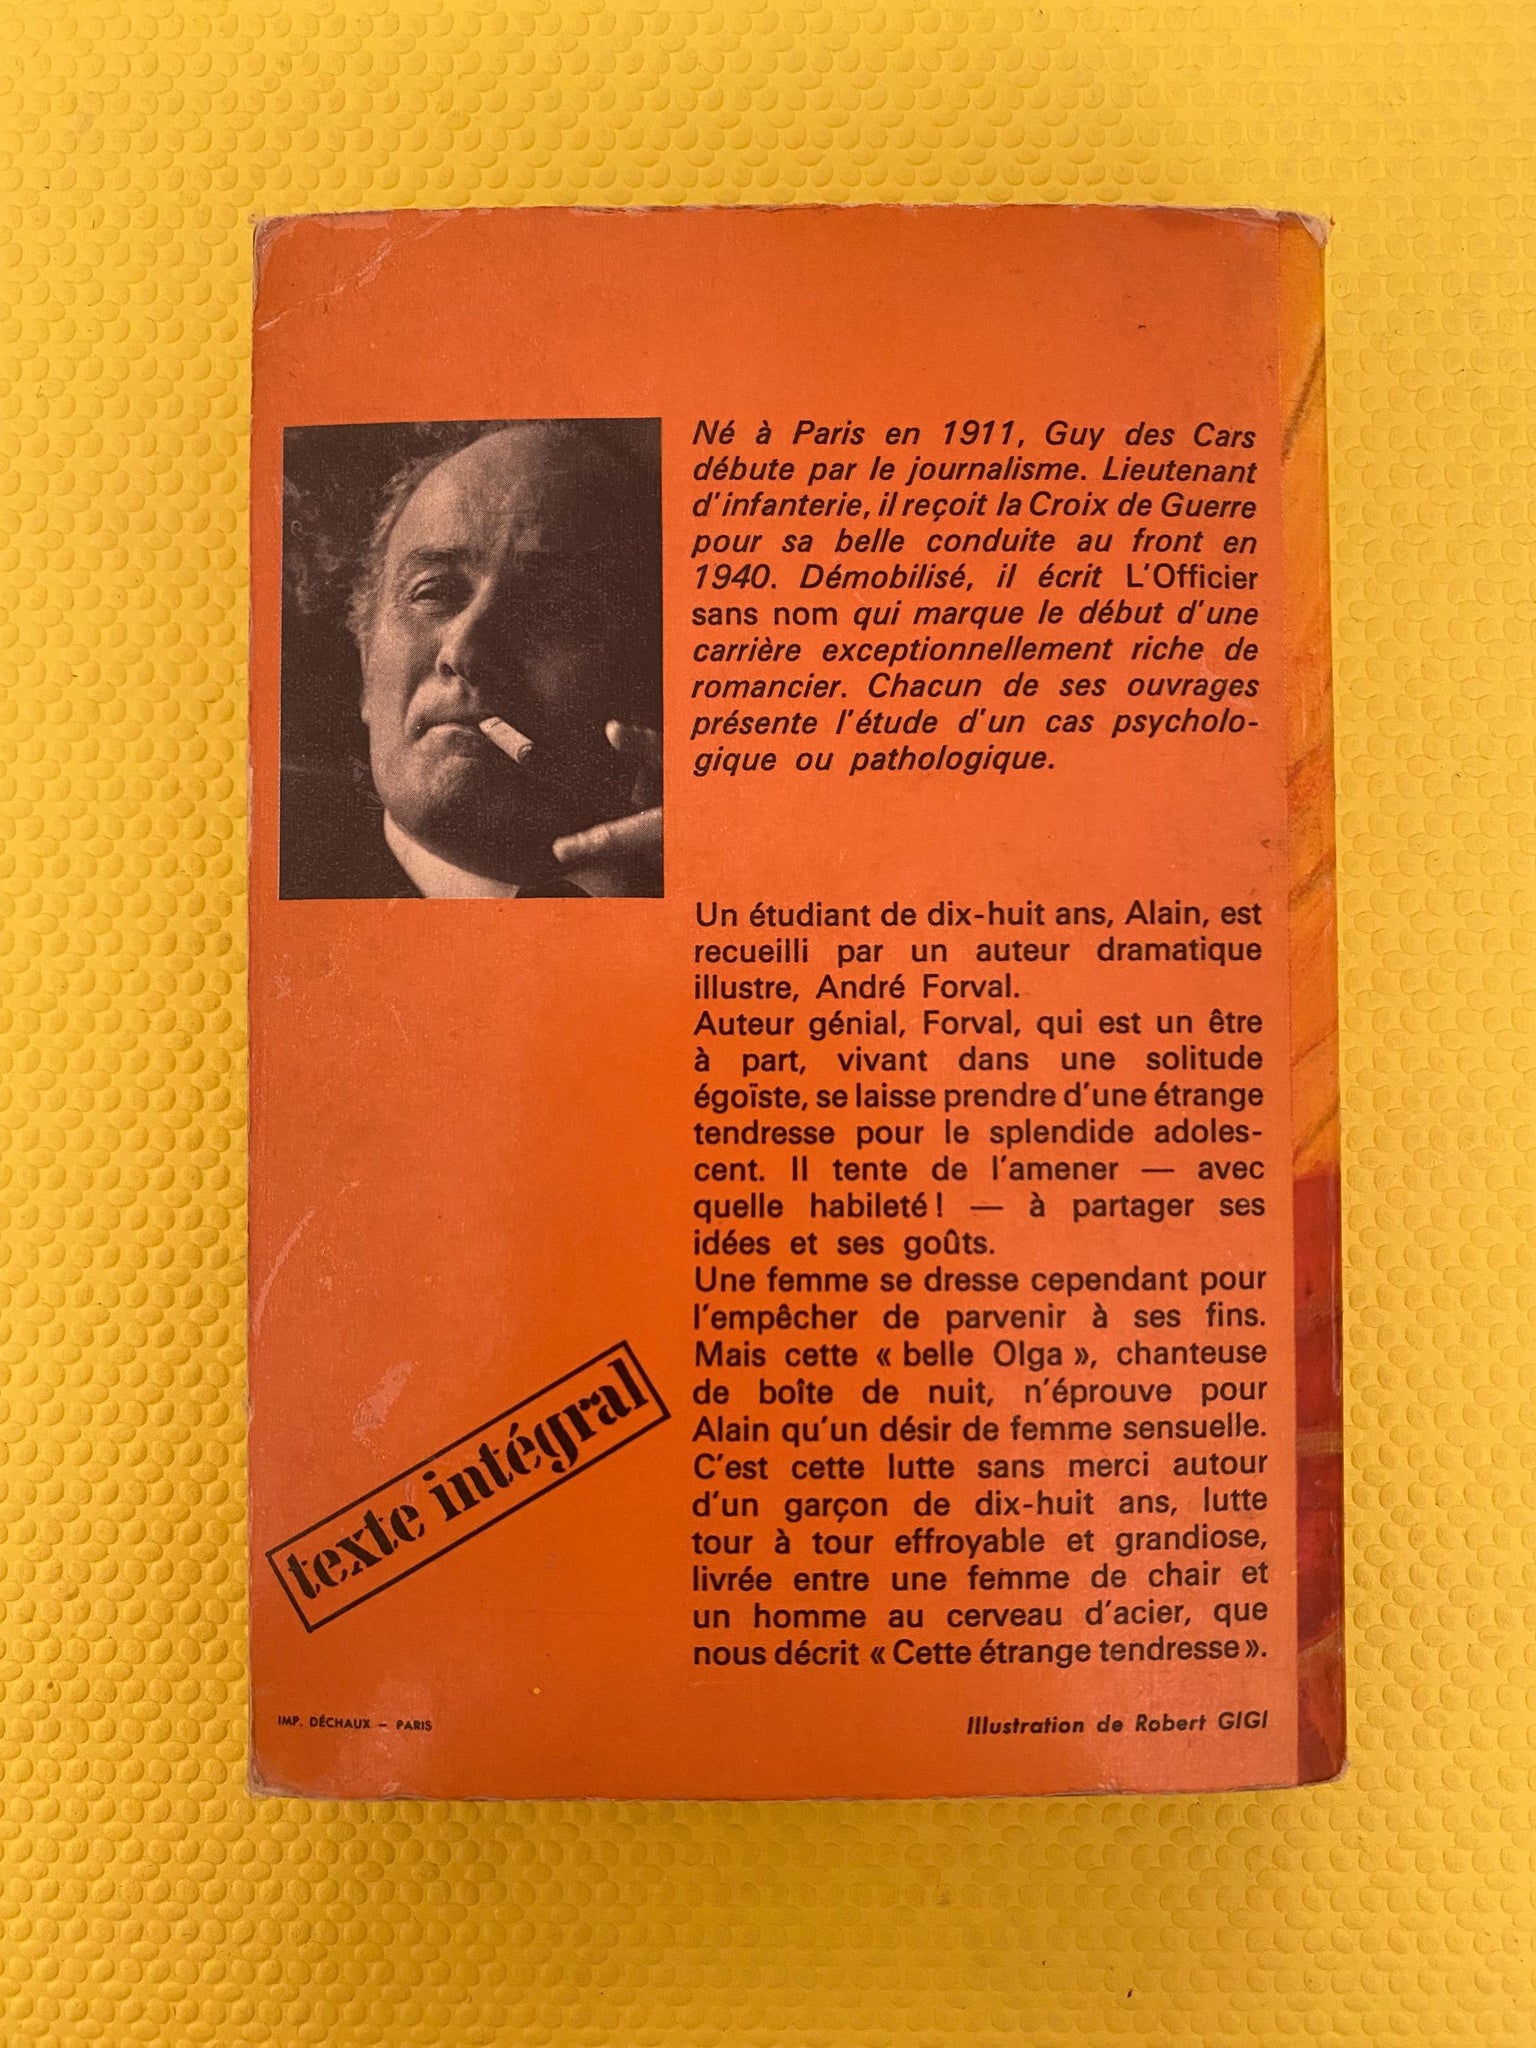 Né à Paris en 1911, Guy des Cars
débute par le journalisme. Lieutenant
d'infanterie, il reçoit la Croix de Guerre
pour sa belle conduite au front en
1940. Démobilisé, il écrit L'Officier
sans nom qui marque le début d'une
carrière exceptionnellement riche de
romancier. Chacun de ses ouvrages
présente l'étude d'un cas psycholo-
gique ou pathologique.
Un étudiant de dix-huit ans, Alain, est
recueilli par un auteur dramatique
illustre, André Forval.
Auteur génial, Forval, qui est un être
à part, vivant dans une solitude
égoïste, se laisse prendre d'une étrange
tendresse pour le splendide adoles-
cent. Il tente de l'amener — avec
quelle habileté! — à partager ses
idées et ses goûts.
Une femme se dresse cependant pour
l'empêcher de parvenir à ses fins.
Mais cette « belle Olga », chanteuse
de boîte de nuit, n'éprouve pour
Alain qu'un désir de femme sensuelle.
C'est cette lutte sans merci autour
d'un garçon de dix-huit ans, lutte
tour à tour effroyable et grandiose,
livrée entre une femme de chair et
un homme au cerveau d'acier, que
nous décrit « Cette étrange tendresse ».
texte intégral
IMP. DÉCHAUX – PARIS
Illustration de Robert GIGI